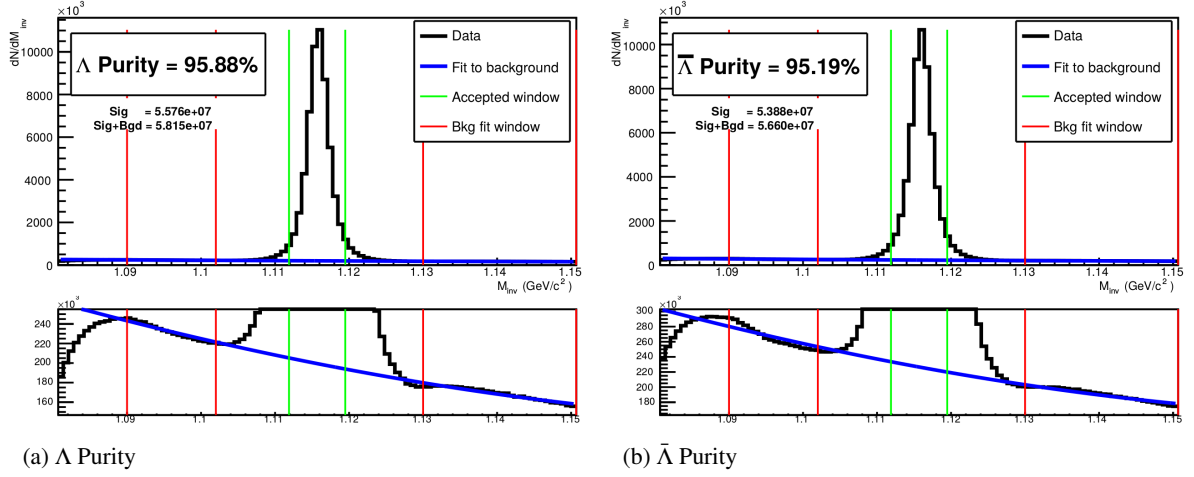 ×10³
dN/dM inv
10000
8000
6000
4000
2000
0
Λ Purity = 95.88%
Sig = 5.576e+07
Sig+Bgd = 5.815e+07
Data
Fit to background
Accepted window
Bkg fit window
1.09 1.1 1.11 1.12 1.13 1.14 1.15
M inv (GeV/c²)
×10³
240
220
200
180
160
1.09 1.1 1.11 1.12 1.13 1.14 1.15
(a) Λ Purity
×10³
dN/dM inv
10000
8000
6000
4000
2000
0
Λ̅ Purity = 95.19%
Sig = 5.388e+07
Sig+Bgd = 5.660e+07
Data
Fit to background
Accepted window
Bkg fit window
1.09 1.1 1.11 1.12 1.13 1.14 1.15
M inv (GeV/c²)
×10³
300
280
260
240
220
200
180
1.09 1.1 1.11 1.12 1.13 1.14 1.15
(b) Λ̅ Purity